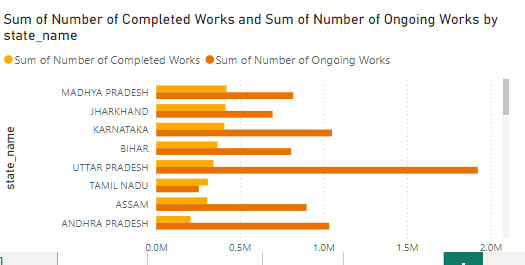 Sum of Number of Completed Works and Sum of Number of Ongoing Works by
state_name
Sum of Number of Completed Works Sum of Number of Ongoing Works
state_name
MADHYA PRADESH
JHARKHAND
KARNATAKA
BIHAR
UTTAR PRADESH
TAMIL NADU
ASSAM
ANDHRA PRADESH
0.0M 0.5M 1.0M 1.5M 2.0M